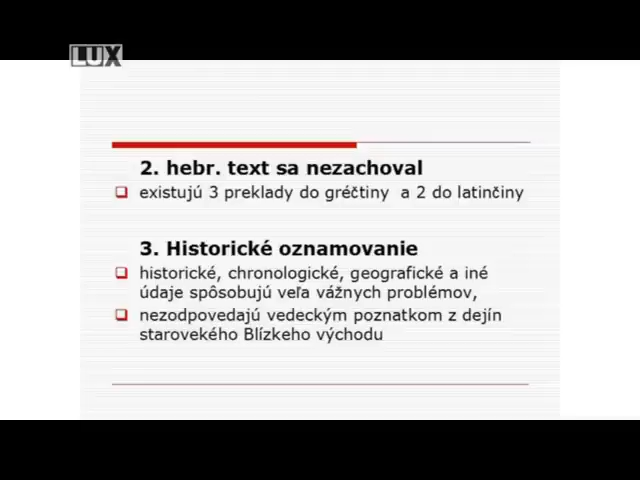 LUX
2. hebr. text sa nezachoval
existujú 3 preklady do gréčtiny a 2 do latinčiny
3. Historické oznamovanie
historické, chronologické, geografické a iné
údaje spôsobujú veľa vážnych problémov,
nezodpovedajú vedeckým poznatkom z dejín
starovekého Blízkeho východu